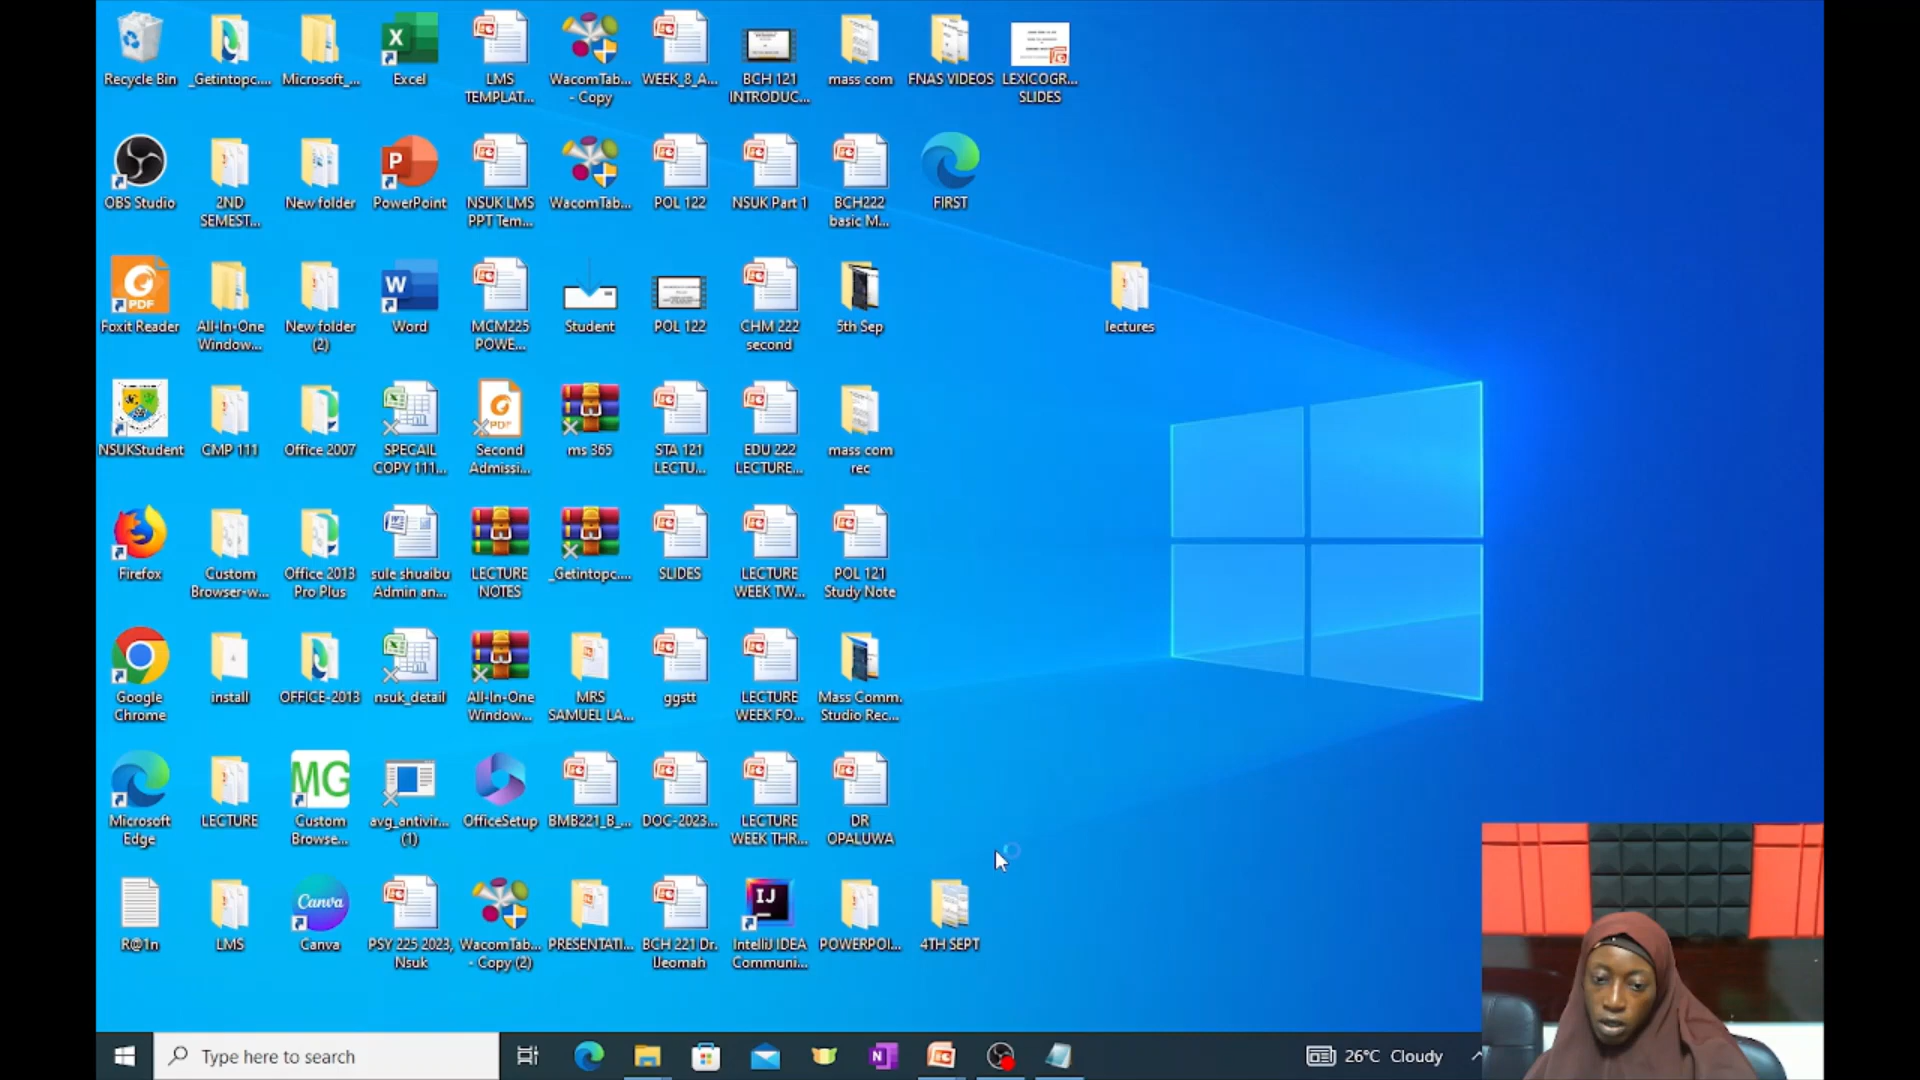 Recycle Bin
_Getintopc....
Microsoft_...
Excel
LMS
TEMPLAT...
WacomTab...
- Copy
WEEK_8_A...
BCH 121
INTRODUC...
mass com
FNAS VIDEOS
LEXICOGR...
SLIDES
OBS Studio
2ND
SEMEST...
New folder
PowerPoint
NSUK LMS
PPT Tem...
WacomTab...
POL 122
NSUK Part 1
BCH222
basic M...
FIRST
Foxit Reader
All-In-One
Window...
New folder
(2)
Word
MCM225
POWE...
Student
POL 122
CHM 222
second
5th Sep
lectures
NSUKStudent
CMP 111
Office 2007
SPECAIL
COPY 111...
Second
Admissi...
ms 365
STA 121
LECTU...
EDU 222
LECTURE...
mass com
rec
Firefox
Custom
Browser-w...
Office 2013
Pro Plus
sule shuaibu
Admin an...
LECTURE
NOTES
_Getintopc....
SLIDES
LECTURE
WEEK TW...
POL 121
Study Note
Google
Chrome
install
OFFICE-2013
nsuk_detail
All-In-One
Window...
MRS
SAMUEL LA...
ggstt
LECTURE
WEEK FO...
Mass Comm.
Studio Rec...
Microsoft
Edge
LECTURE
MG
Custom
Browse...
avg_antivir...
(1)
OfficeSetup
BMB221_B_...
DOC-2023...
LECTURE
WEEK THR...
DR
OPALUWA
R@1n
LMS
Canva
Canva
PSY 225 2023,
Nsuk
WacomTab...
- Copy (2)
PRESENTATI...
BCH 221 Dr.
IJeomah
IJ
IntelliJ IDEA
Communi...
POWERPOI...
4TH SEPT
Type here to search
26°C Cloudy